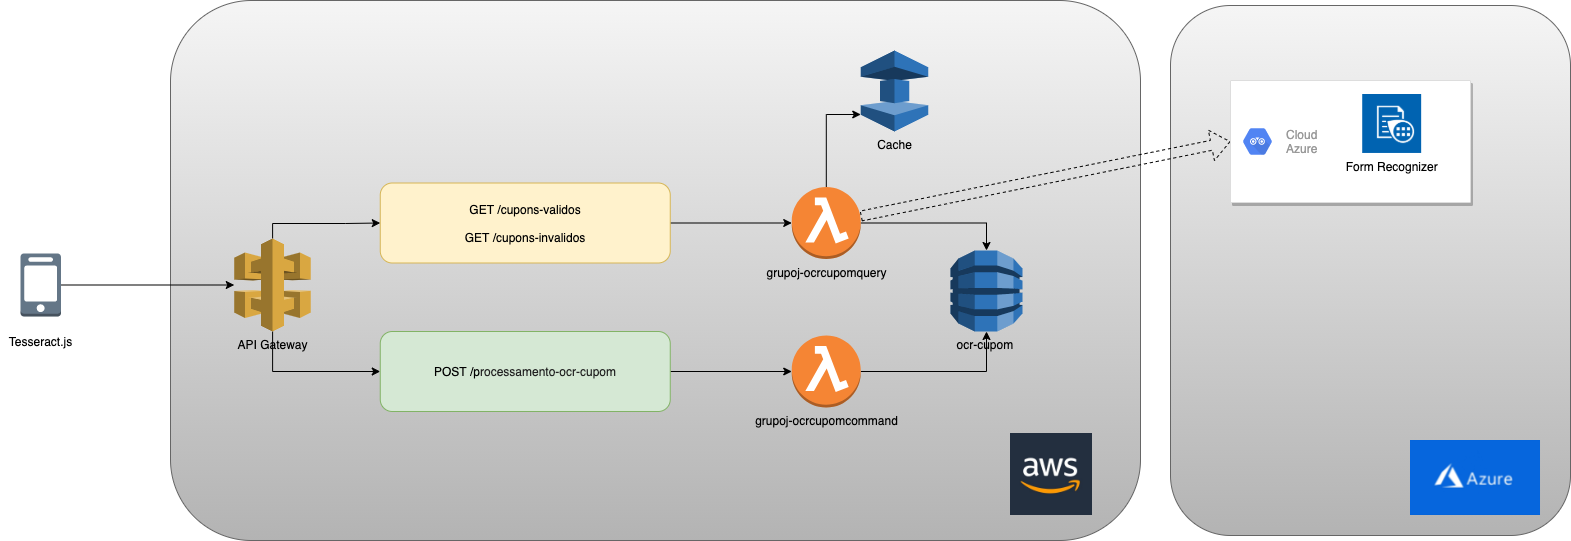 Cache
Cloud
Azure
Form Recognizer
GET /cupons-validos
GET /cupons-invalidos
grupoj-ocrcupomquery
Tesseract.js
API Gateway
POST /processamento-ocr-cupom
ocr-cupom
grupoj-ocrcupomcommand
aws
Azure